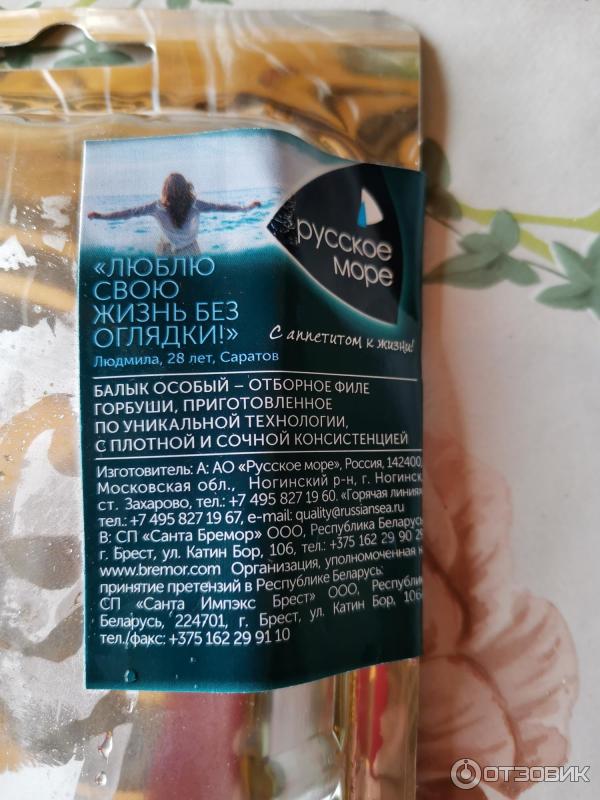 РУССКОЕ
МОРЕ
«ЛЮБЛЮ
СВОЮ
ЖИЗНЬ БЕЗ
ОГЛЯДКИ!»
С аппетитом к жизни!
Людмила, 28 лет, Саратов
БАЛЫК ОСОБЫЙ – ОТБОРНОЕ ФИЛЕ
ГОРБУШИ, ПРИГОТОВЛЕННОЕ
ПО УНИКАЛЬНОЙ ТЕХНОЛОГИИ,
С ПЛОТНОЙ И СОЧНОЙ КОНСИСТЕНЦИЕЙ
Изготовитель: А: АО «Русское море», Россия, 142400,
Московская обл., Ногинский р-н, г. Ногинск,
ст. Захарово, тел.: +7 495 827 19 60. «Горячая линия»
тел.: +7 495 827 19 67, e-mail: quality@russiansea.ru
В: СП «Санта Бремор» ООО, Республика Беларусь
г. Брест, ул. Катин Бор, 106, тел.: +375 162 29 90 29
www.bremor.com Организация, уполномоченная н
принятие претензий в Республике Беларусь:
СП «Санта Импэкс Брест» ООО, Республи
Беларусь, 224701, г. Брест, ул. Катин Бор, 106
тел./факс: +375 162 29 91 10
ОТЗОВИК